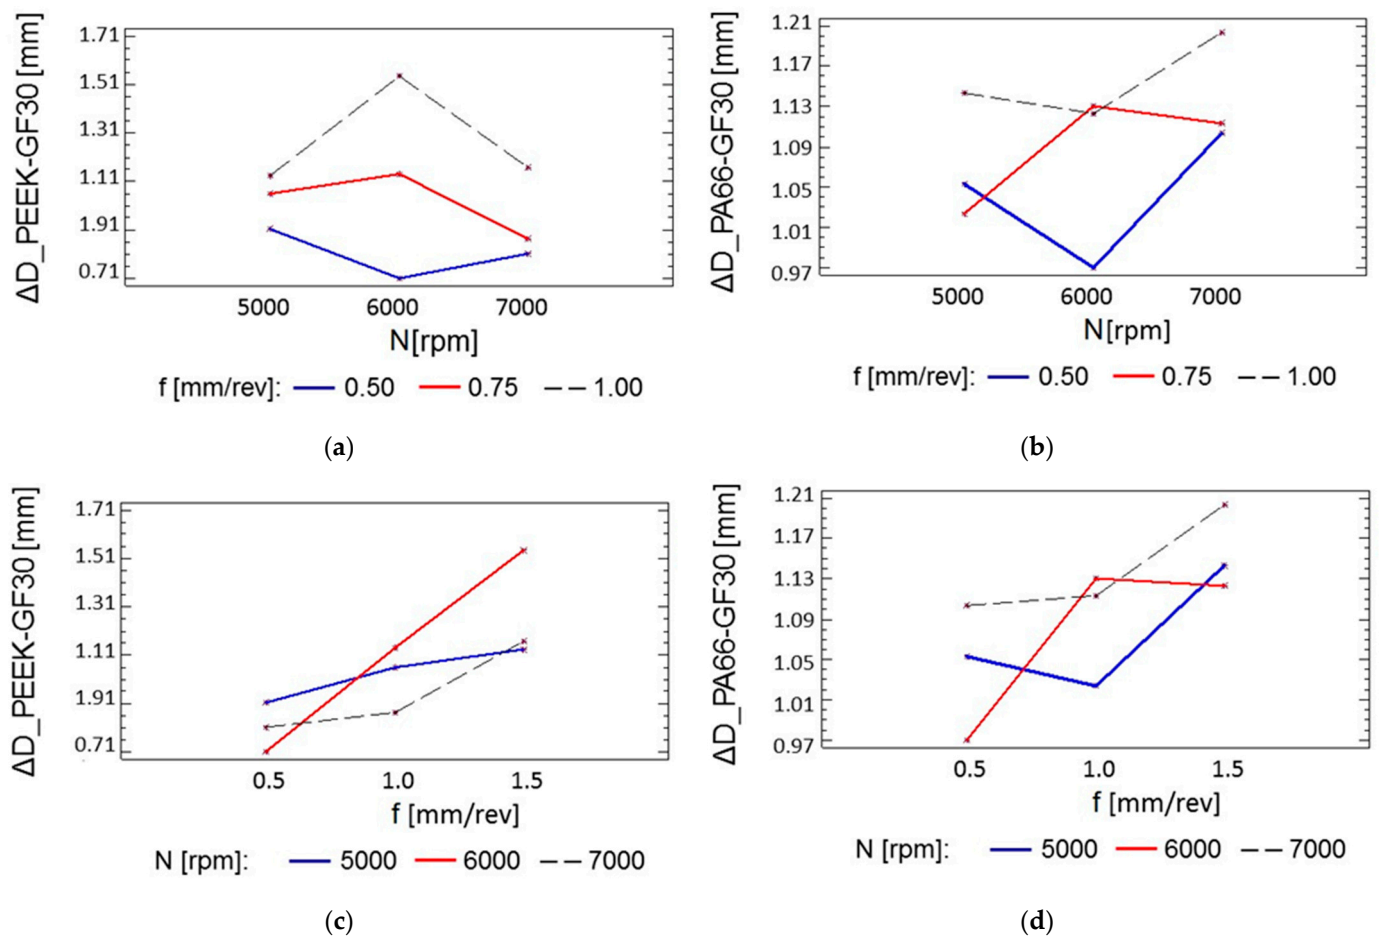 ΔD_PEEK-GF30 [mm]
1.71
1.51
1.31
1.11
1.91
0.71
5000 6000 7000
N[rpm]
f [mm/rev]: 0.50 0.75 1.00
(a)
ΔD_PA66-GF30 [mm]
1.21
1.17
1.13
1.09
1.05
1.01
0.97
5000 6000 7000
N[rpm]
f [mm/rev]: 0.50 0.75 1.00
(b)
ΔD_PEEK-GF30 [mm]
1.71
1.51
1.31
1.11
1.91
0.71
0.5 1.0 1.5
f [mm/rev]
N [rpm]: 5000 6000 7000
(c)
ΔD_PA66-GF30 [mm]
1.21
1.17
1.13
1.09
1.05
1.01
0.97
0.5 1.0 1.5
f [mm/rev]
N [rpm]: 5000 6000 7000
(d)